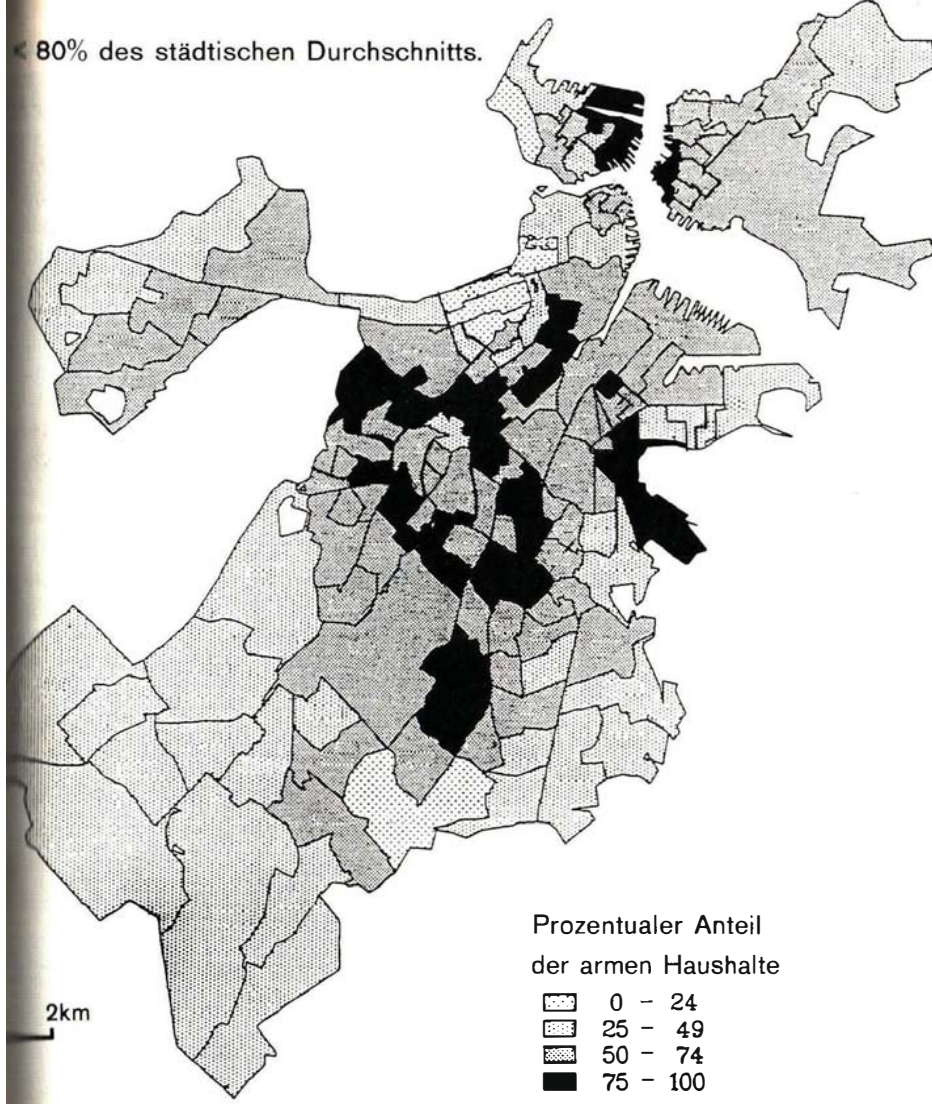 < 80% des städtischen Durchschnitts.
2km
Prozentualer Anteil
der armen Haushalte
0 - 24
25 - 49
50 - 74
75 - 100